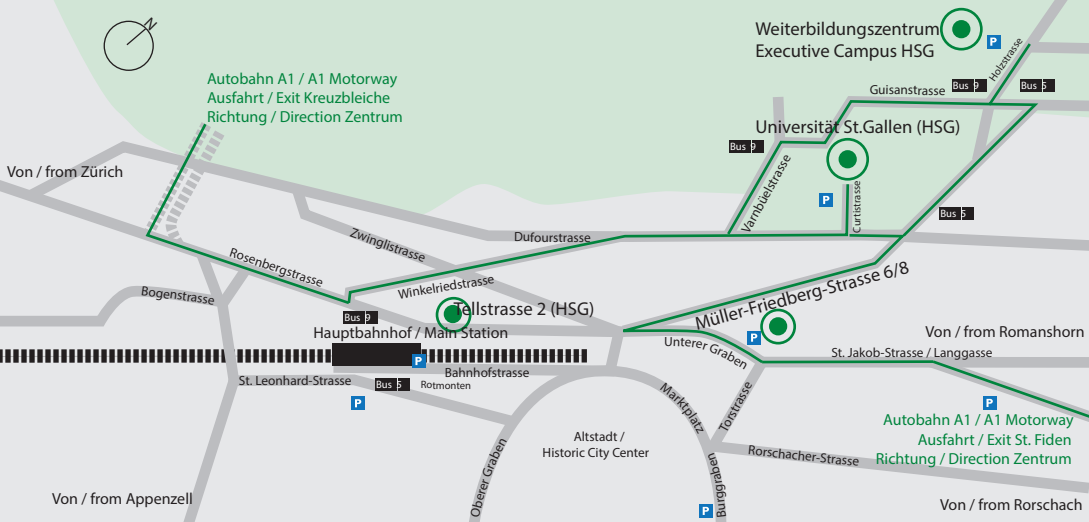 N
Weiterbildungszentrum
Executive Campus HSG
P
Holzstrasse
Autobahn A1 / A1 Motorway
Ausfahrt / Exit Kreuzbleiche
Richtung / Direction Zentrum
Guisanstrasse
Bus 9
Bus 5
Universität St.Gallen (HSG)
Bus 9
Von / from Zürich
Varnbüelstrasse
P
Curtistrasse
Bus 5
Zwinglistrasse
Dufourstrasse
Rosenbergstrasse
Winkelriedstrasse
Müller-Friedberg-Strasse 6/8
Bogenstrasse
Tellstrasse 2 (HSG)
Bus 9
Hauptbahnhof / Main Station
P
Unterer Graben
Von / from Romanshorn
St. Jakob-Strasse / Langgasse
P
Bahnhofstrasse
St. Leonhard-Strasse
Bus 5
Rotmonten
P
Marktplatz
Torstrasse
P
Autobahn A1 / A1 Motorway
Ausfahrt / Exit St. Fiden
Richtung / Direction Zentrum
Altstadt /
Historic City Center
Oberer Graben
Burggraben
Rorschacher-Strasse
Von / from Appenzell
P
Von / from Rorschach